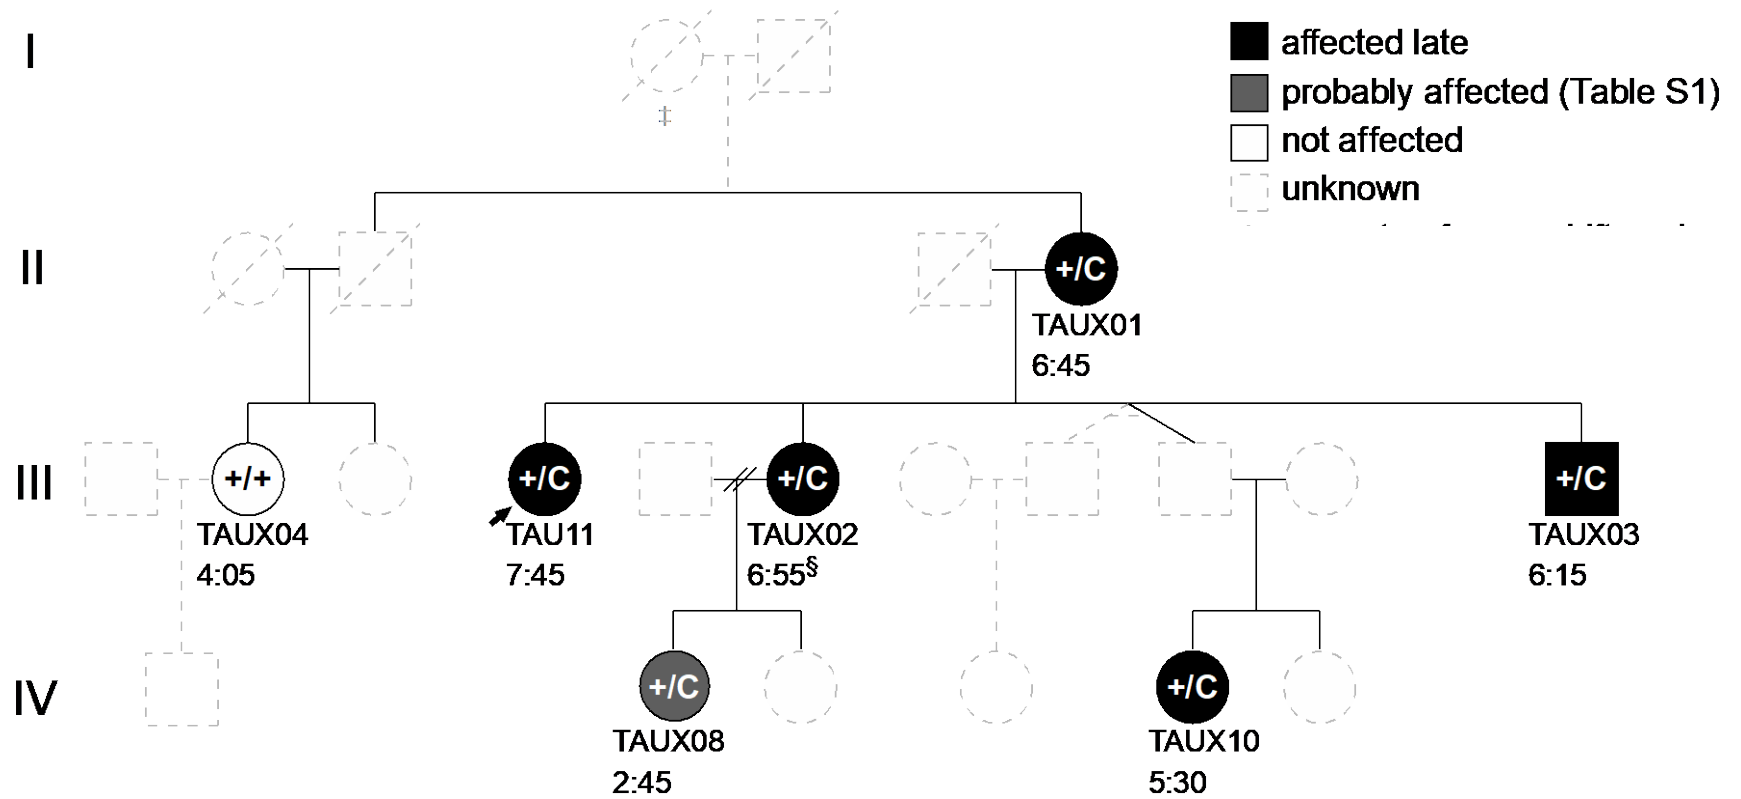 I
‡
affected late
probably affected (Table S1)
not affected
unknown
II
+/C
TAUX01
6:45
III
+/+
TAUX04
4:05
+/C
TAU11
7:45
+/C
TAUX02
6:55§
+/C
TAUX03
6:15
IV
+/C
TAUX08
2:45
+/C
TAUX10
5:30